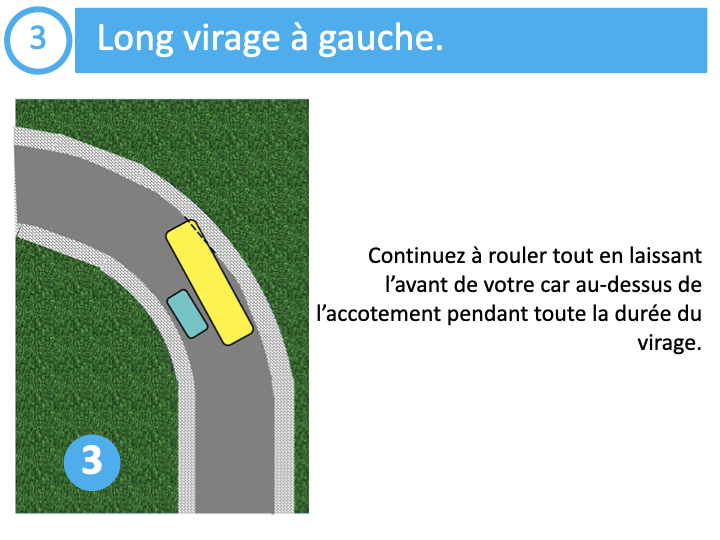 3
Long virage à gauche.
Continuez à rouler tout en laissant
l’avant de votre car au-dessus de
l’accotement pendant toute la durée du
virage.
3